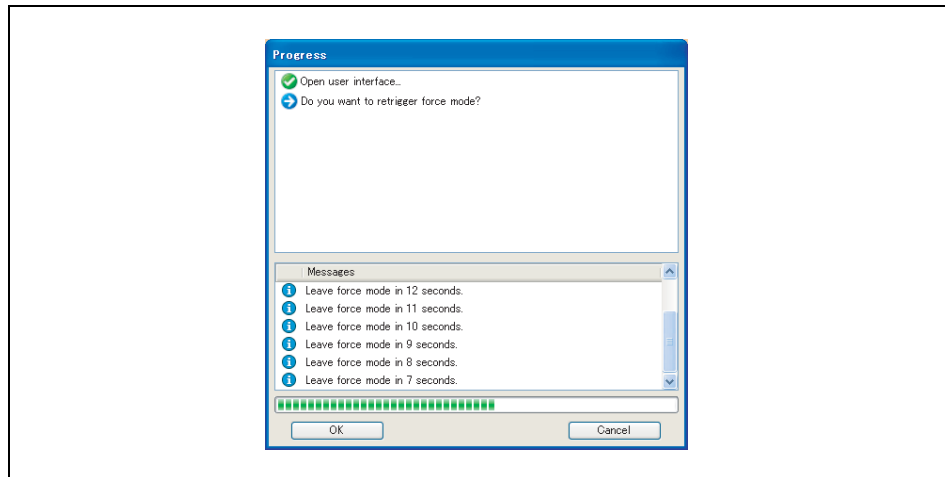 Progress
Open user interface...
Do you want to retrigger force mode?
Messages
Leave force mode in 12 seconds.
Leave force mode in 11 seconds.
Leave force mode in 10 seconds.
Leave force mode in 9 seconds.
Leave force mode in 8 seconds.
Leave force mode in 7 seconds.
OK Cancel